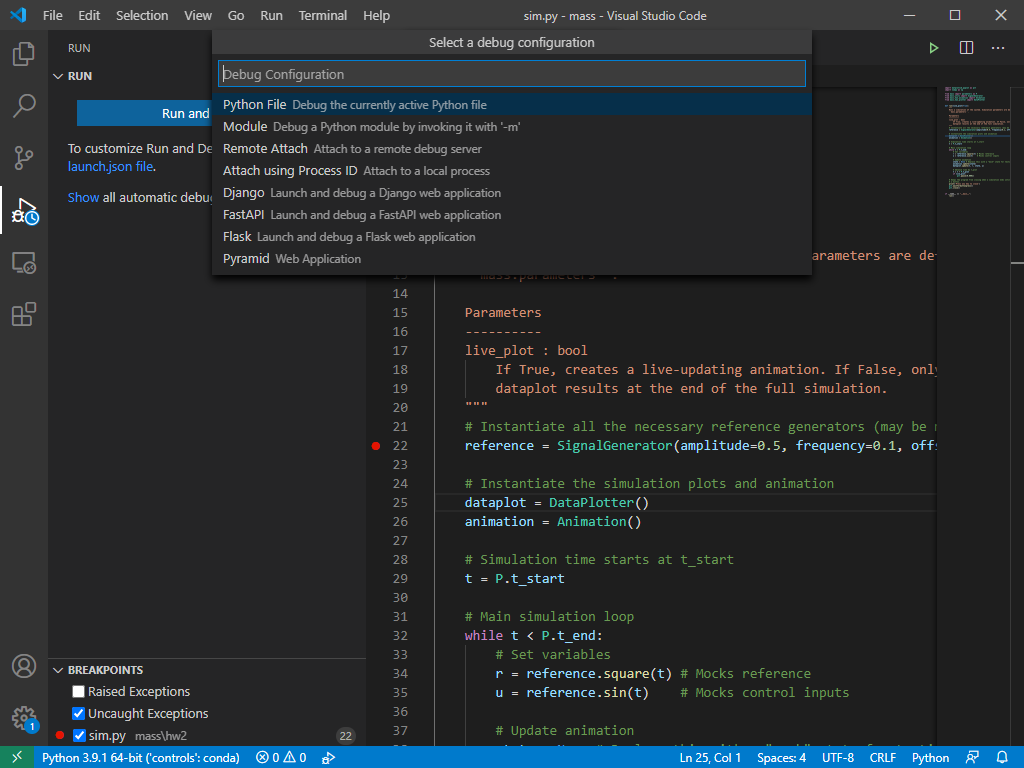 File Edit Selection View Go Run Terminal Help sim.py - mass - Visual Studio Code
Select a debug configuration
Debug Configuration
Python File Debug the currently active Python file
Module Debug a Python module by invoking it with '-m'
Remote Attach Attach to a remote debug server
Attach using Process ID Attach to a local process
Django Launch and debug a Django web application
FastAPI Launch and debug a FastAPI web application
Flask Launch and debug a Flask web application
Pyramid Web Application
RUN
RUN
Run and
To customize Run and De
launch.json file.
Show all automatic debug
BREAKPOINTS
Raised Exceptions
Uncaught Exceptions
sim.py mass\hw2 22
1
arameters are de
13 mass.parameters
14
15 Parameters
16 ----------
17 live_plot : bool
18 If True, creates a live-updating animation. If False, only
19 dataplot results at the end of the full simulation.
20 """
21 # Instantiate all the necessary reference generators (may be
22 reference = SignalGenerator(amplitude=0.5, frequency=0.1, offs
23
24 # Instantiate the simulation plots and animation
25 dataplot = DataPlotter()
26 animation = Animation()
27
28 # Simulation time starts at t_start
29 t = P.t_start
30
31 # Main simulation loop
32 while t < P.t_end:
33 # Set variables
34 r = reference.square(t) # Mocks reference
35 u = reference.sin(t) # Mocks control inputs
36
37 # Update animation
Python 3.9.1 64-bit ('controls': conda) 0 0 Ln 25, Col 1 Spaces: 4 UTF-8 CRLF Python